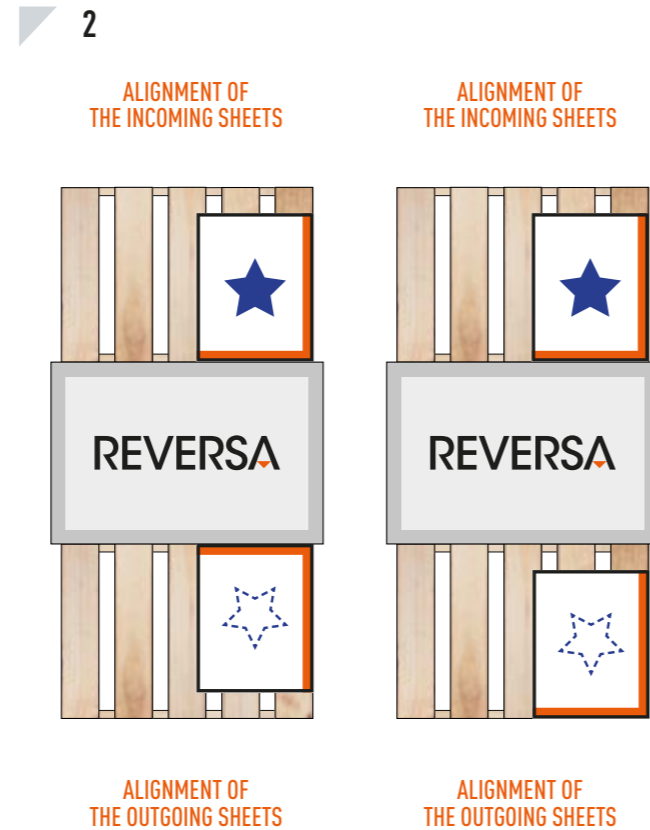 2
ALIGNMENT OF
THE INCOMING SHEETS
ALIGNMENT OF
THE INCOMING SHEETS
REVERSA
REVERSA
ALIGNMENT OF
THE OUTGOING SHEETS
ALIGNMENT OF
THE OUTGOING SHEETS